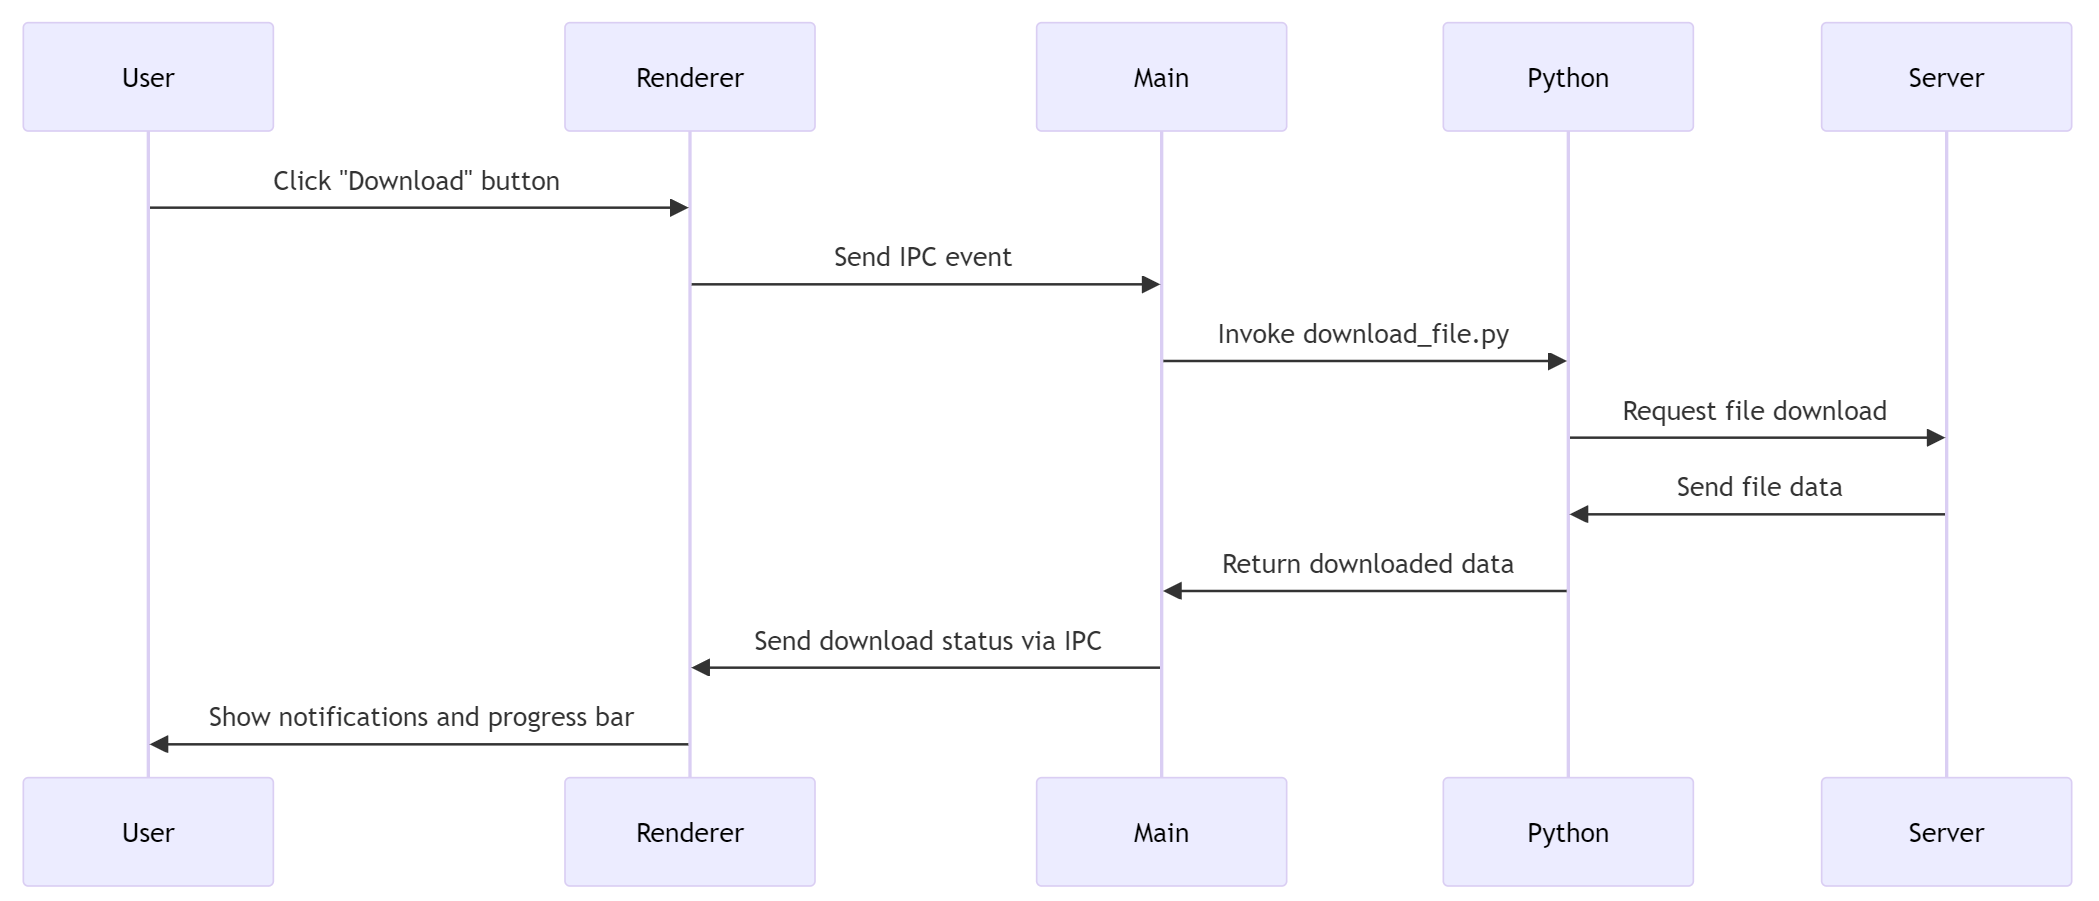 User
Renderer
Main
Python
Server
Click "Download" button
Send IPC event
Invoke download_file.py
Request file download
Send file data
Return downloaded data
Send download status via IPC
Show notifications and progress bar
User
Renderer
Main
Python
Server